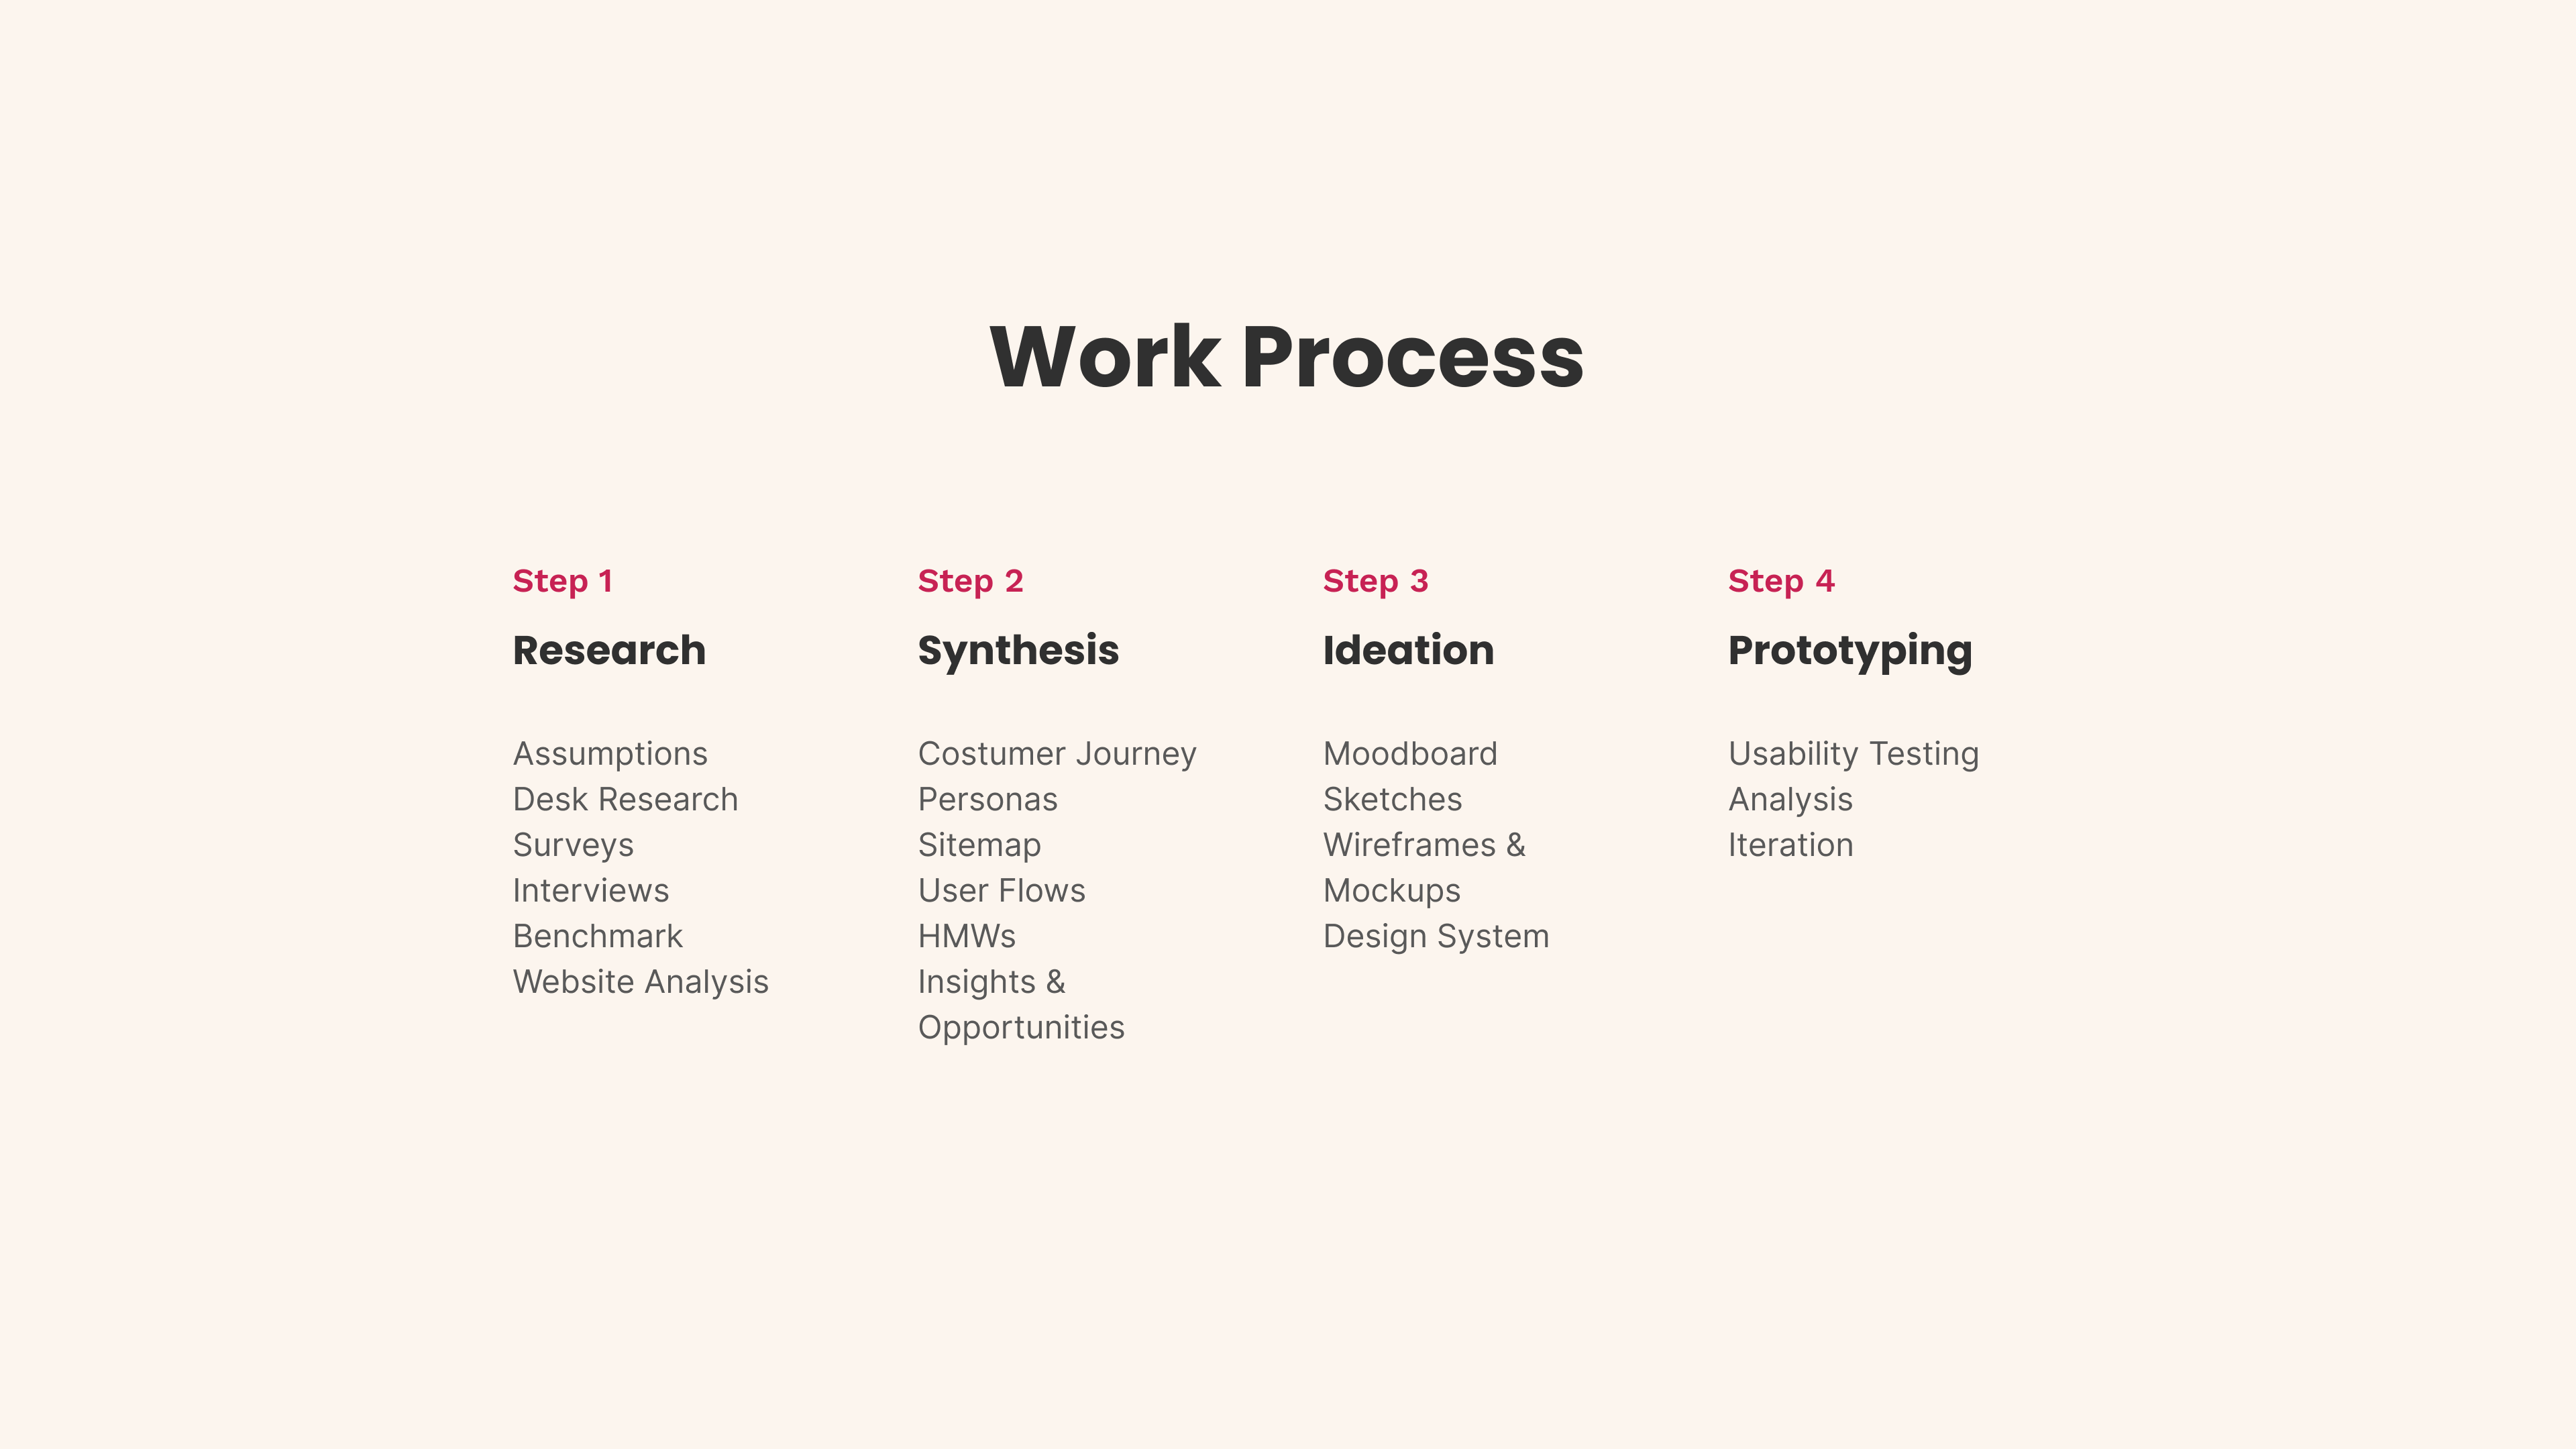 Work Process
Step 1
Research
Assumptions
Desk Research
Surveys
Interviews
Benchmark
Website Analysis
Step 2
Synthesis
Costumer Journey
Personas
Sitemap
User Flows
HMWs
Insights &
Opportunities
Step 3
Ideation
Moodboard
Sketches
Wireframes &
Mockups
Design System
Step 4
Prototyping
Usability Testing
Analysis
Iteration